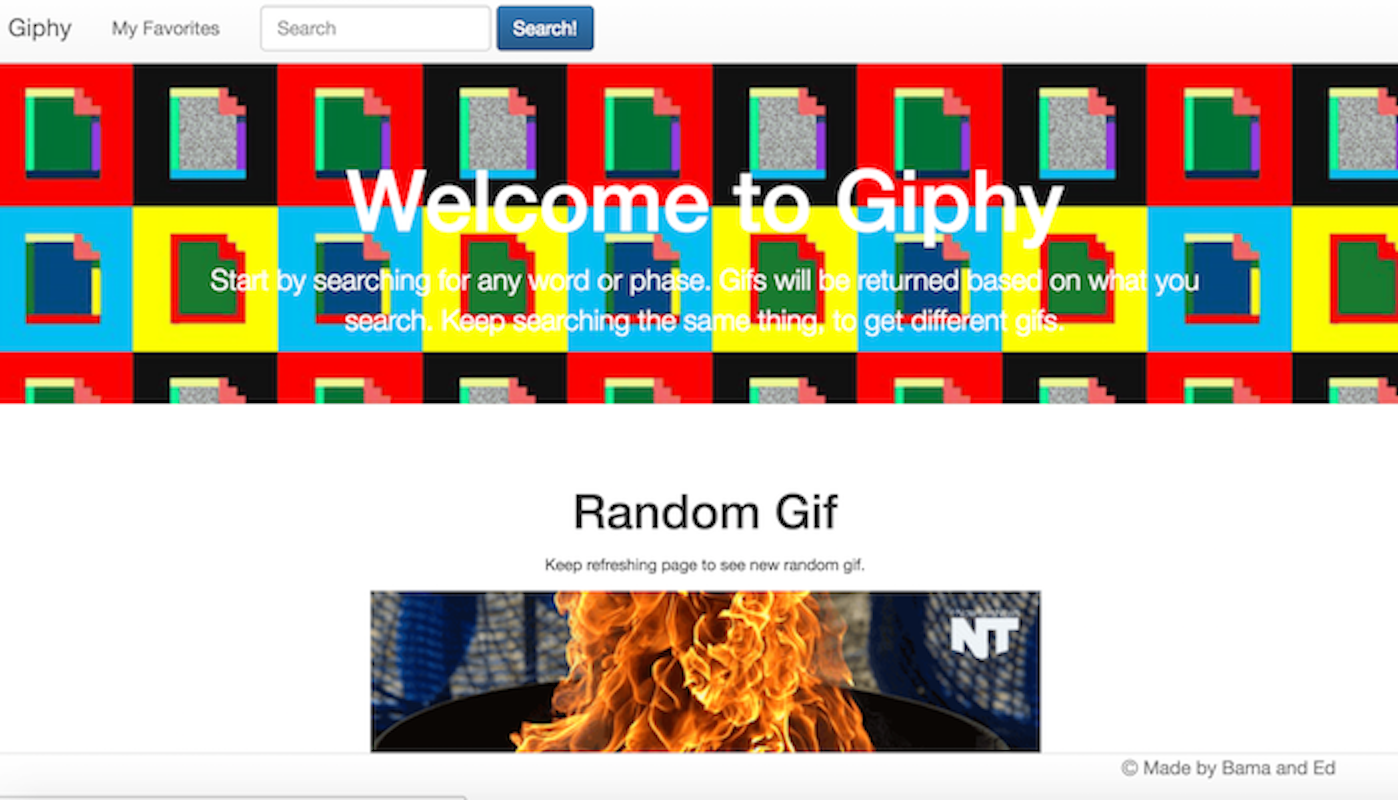 Giphy My Favorites Search Search!
Welcome to Giphy
Start by searching for any word or phase. Gifs will be returned based on what you
search. Keep searching the same thing, to get different gifs.
Random Gif
Keep refreshing page to see new random gif.
NT
© Made by Bama and Ed